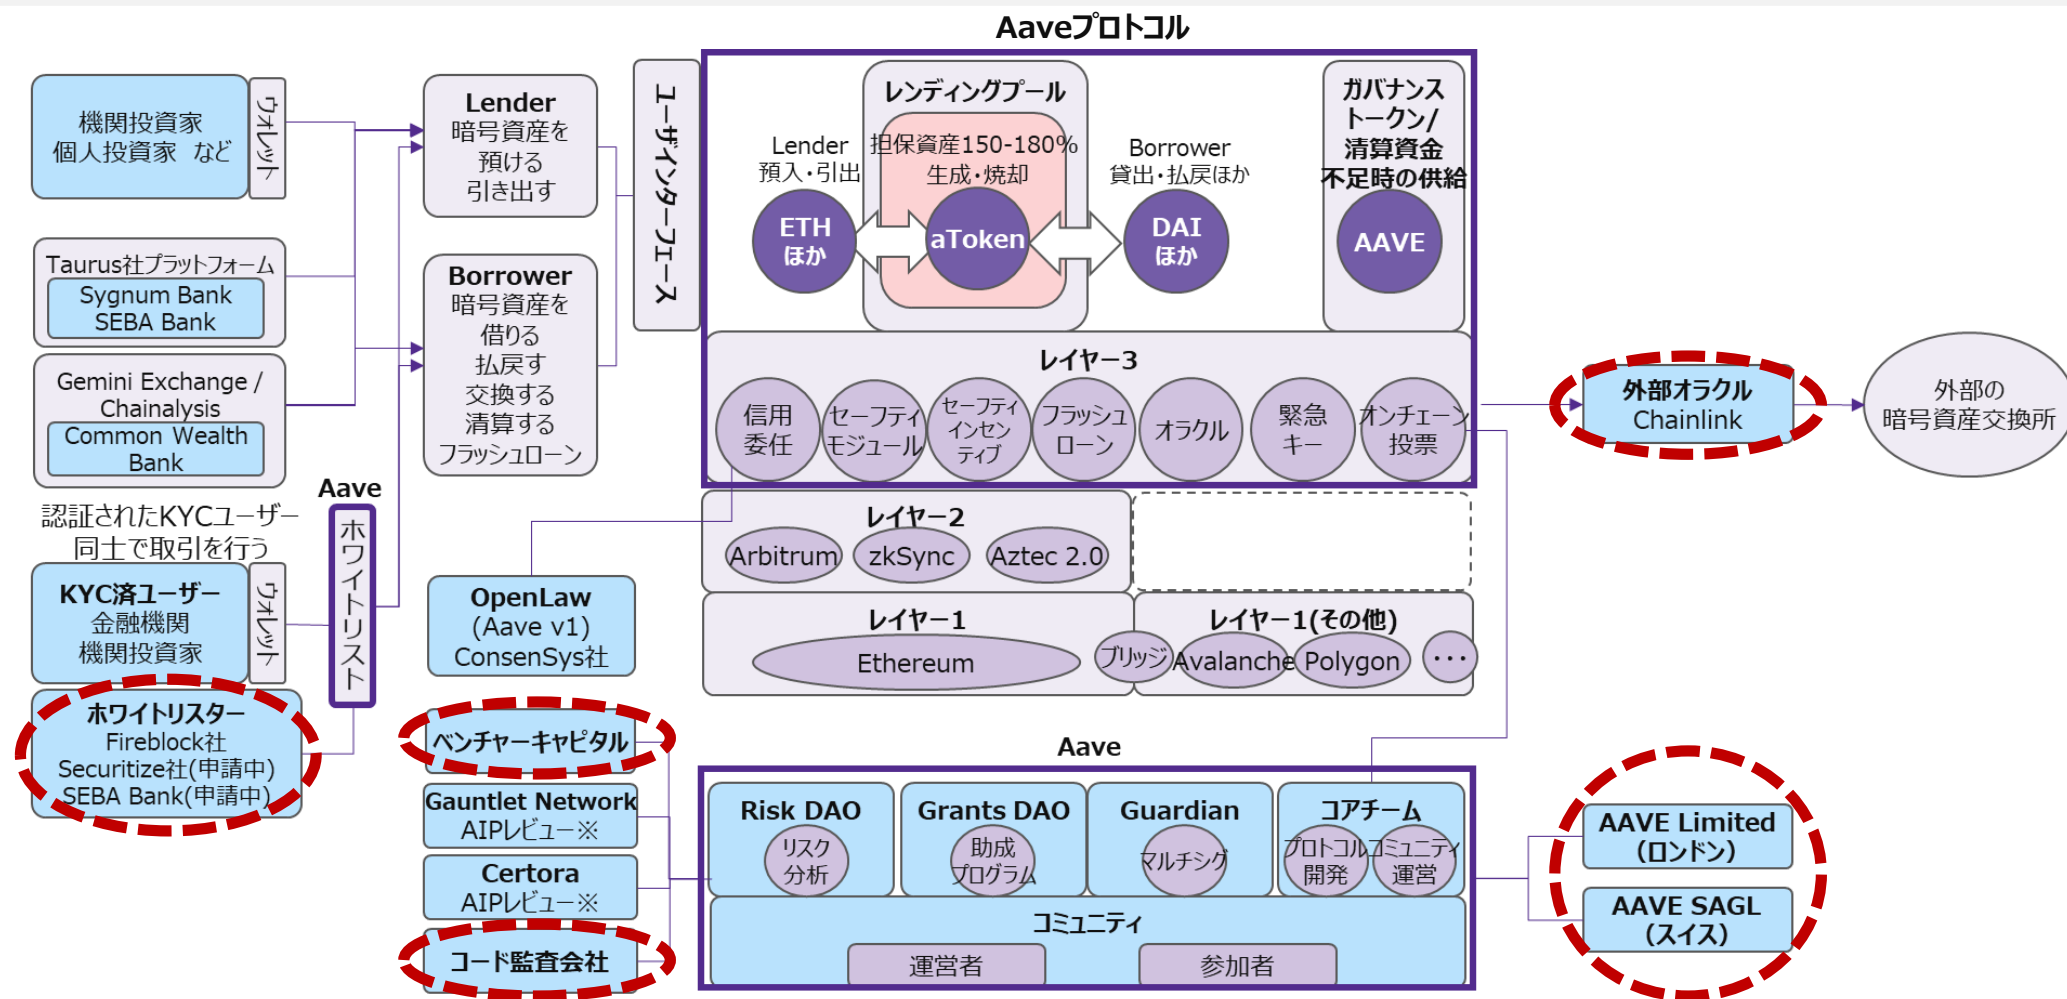 Aaveプロトコル
機関投資家
個人投資家 など
ウォレット
Taurus社プラットフォーム
Sygnum Bank
SEBA Bank
Gemini Exchange /
Chainalysis
Common Wealth
Bank
認証されたKYCユーザー
同士で取引を行う
KYC済ユーザー
金融機関
機関投資家
ウォレット
ホワイトリスター
Fireblock社
Securitize社(申請中)
SEBA Bank(申請中)
Aave
ホワイトリスト
Lender
暗号資産を
預ける
引き出す
Borrower
暗号資産を
借りる
払戻す
交換する
清算する
フラッシュローン
ユーザインターフェース
レンディングプール
担保資産150-180%
生成・焼却
aToken
Lender
預入・引出
ETH
ほか
Borrower
貸出・払戻ほか
DAI
ほか
ガバナンス
トークン/
清算資金
不足時の供給
AAVE
レイヤー3
信用
委任
セーフティ
モジュール
セーフティ
インセン
ティブ
フラッシュ
ローン
オラクル
緊急
キー
オンチェーン
投票
外部オラクル
Chainlink
外部の
暗号資産交換所
レイヤー2
Arbitrum
zkSync
Aztec 2.0
レイヤー1
Ethereum
ブリッジ
レイヤー1(その他)
Avalanche
Polygon
・・・
OpenLaw
(Aave v1)
ConsenSys社
ベンチャーキャピタル
Gauntlet Network
AIPレビュー※
Certora
AIPレビュー※
コード監査会社
Aave
Risk DAO
リスク
分析
Grants DAO
助成
プログラム
Guardian
マルチシグ
コアチーム
プロトコル
開発
コミュニティ
運営
コミュニティ
運営者
参加者
AAVE Limited
（ロンドン）
AAVE SAGL
（スイス）